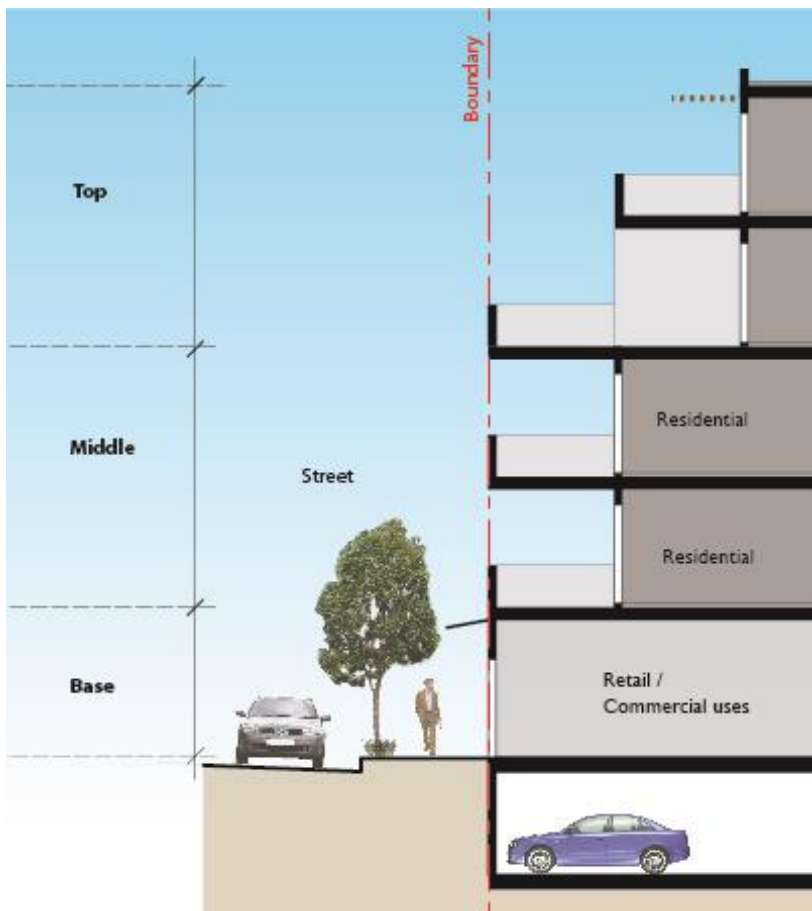 Boundary
Top
Middle
Street
Residential
Residential
Base
Retail /
Commercial uses